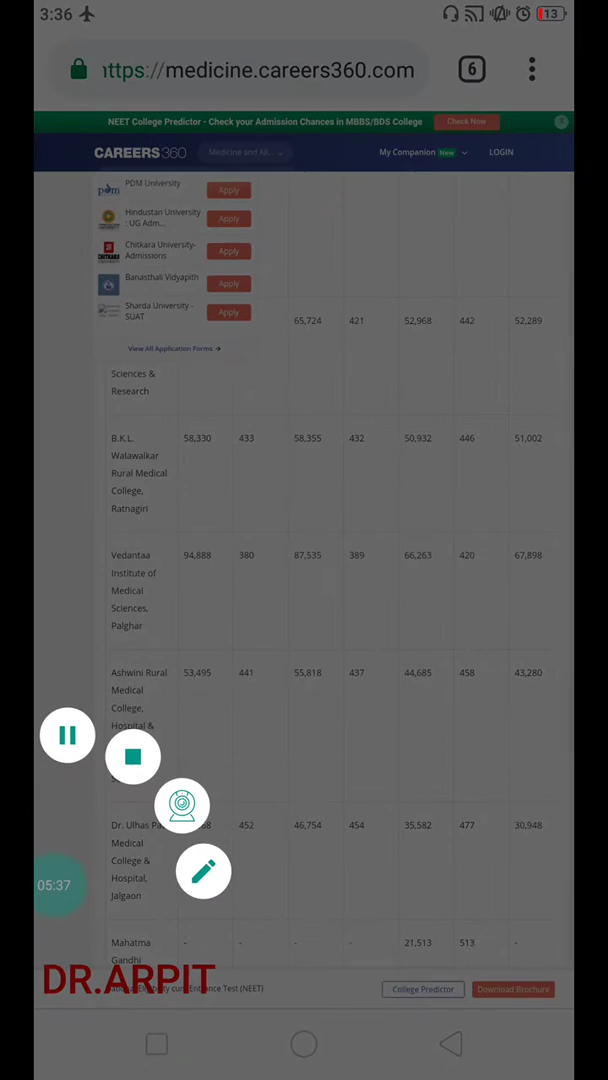 3:36
13
https://medicine.careers360.com
6
NEET College Predictor - Check your Admission Chances in MBBS/BDS College
Check Now
X
CAREERS360
Medicine and All...
My Companion New
LOGIN
pdm
PDM University
Apply
Hindustan University
: UG Adm...
Apply
Chitkara University-
Admissions
Apply
Banasthali Vidyapith
Apply
Sharda University -
SUAT
Apply
View All Application Forms →
65,724 421 52,968 442 52,289
Sciences &
Research
B.K.L. 58,330 433 58,355 432 50,932 446 51,002
Walawalkar
Rural Medical
College,
Ratnagiri
Vedantaa 94,888 380 87,535 389 66,263 420 67,898
Institute of
Medical
Sciences,
Palghar
Ashwini Rural 53,495 441 55,818 437 44,685 458 43,280
Medical
College,
Hospital &
Dr. Ulhas 452 46,754 454 35,582 477 30,948
Medical
College &
Hospital,
Jalgaon
05:37
Mahatma - - - - 21,513 513 -
Gandhi
DR.ARPIT
Entrance Test (NEET)
College Predictor
Download Brochure